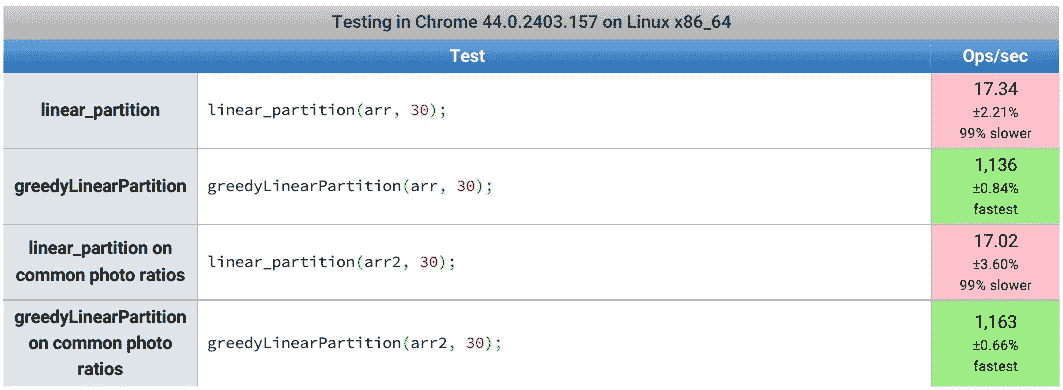 Testing in Chrome 44.0.2403.157 on Linux x86_64
Test Ops/sec
linear_partition linear_partition(arr, 30); 17.34
±2.21%
99% slower
greedyLinearPartition greedyLinearPartition(arr, 30); 1,136
±0.84%
fastest
linear_partition on
common photo ratios
linear_partition(arr2, 30);
17.02
±3.60%
99% slower
greedyLinearPartition
on common photo
ratios
greedyLinearPartition(arr2, 30);
1,163
±0.66%
fastest